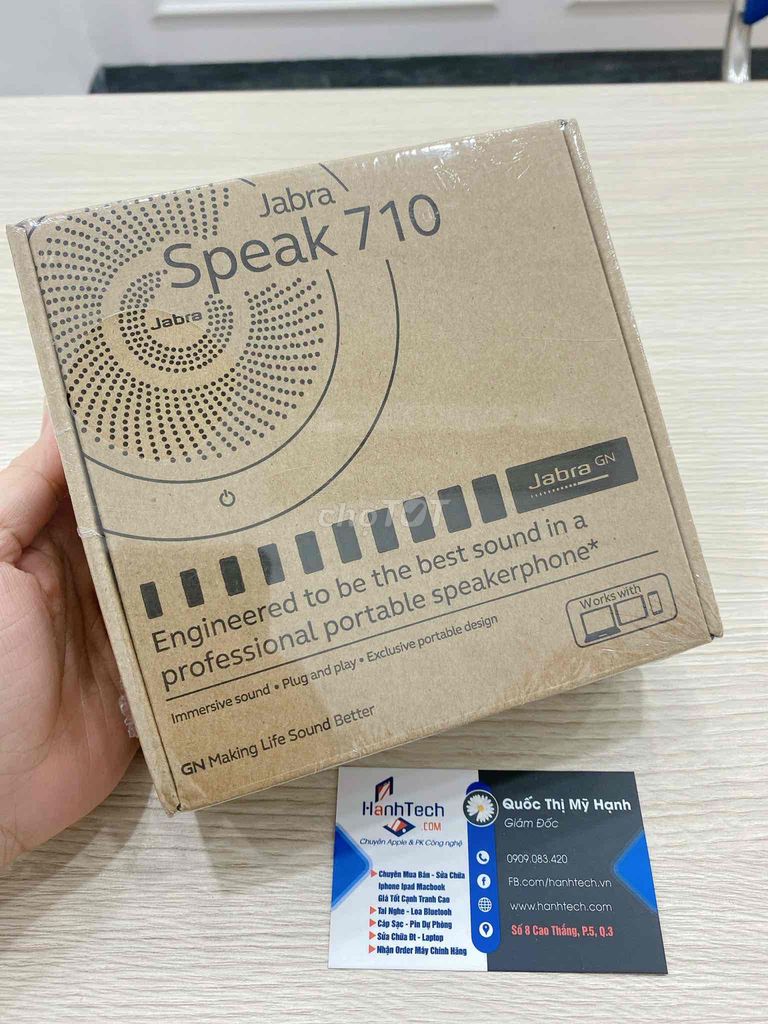 Jabra
Speak 710
Jabra
Jabra GN
choTỐT
Engineered to be the best sound in a
professional portable speakerphone*
Immersive sound • Plug and play • Exclusive portable design
Works with
GN Making Life Sound Better
HanhTech
.COM
Chuyên Apple & PK Công nghệ
Chuyên Mua Bán - Sửa Chữa
Iphone Ipad Macbook
Giá Tốt Cạnh Tranh Cao
Tai Nghe - Loa Bluetooh
Cáp Sạc - Pin Dự Phòng
Sửa Chữa Đt - Laptop
Nhận Order Máy Chính Hãng
Quốc Thị Mỹ Hạnh
Giám Đốc
0909.083.420
FB.com/hanhtech.vn
www.hanhtech.com
Số 8 Cao Thắng, P.5, Q.3